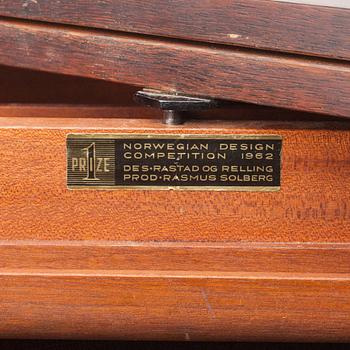 1
PRIZE
NORWEGIAN DESIGN
COMPETITION 1962
DES·RASTAD OG RELLING
PROD·RASMUS SOLBERG